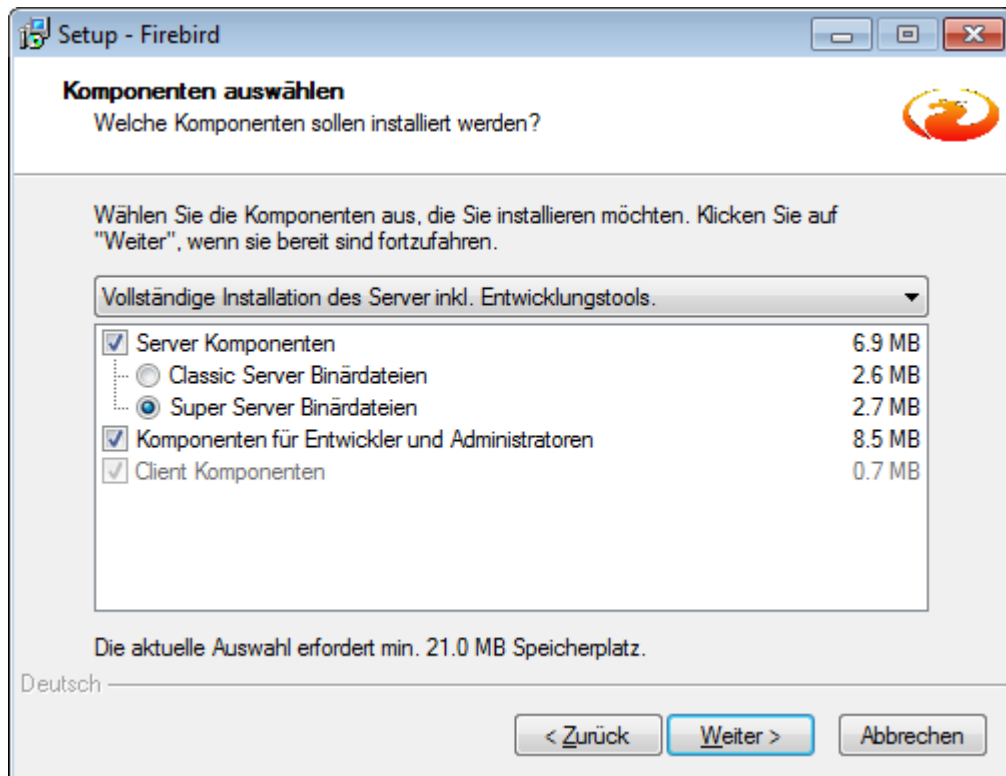 Setup - Firebird
Komponenten auswählen
Welche Komponenten sollen installiert werden?
Wählen Sie die Komponenten aus, die Sie installieren möchten. Klicken Sie auf
"Weiter", wenn sie bereit sind fortzufahren.
Vollständige Installation des Server inkl. Entwicklungstools.
Server Komponenten 6.9 MB
Classic Server Binärdateien 2.6 MB
Super Server Binärdateien 2.7 MB
Komponenten für Entwickler und Administratoren 8.5 MB
Client Komponenten 0.7 MB
Die aktuelle Auswahl erfordert min. 21.0 MB Speicherplatz.
Deutsch
< Zurück Weiter > Abbrechen